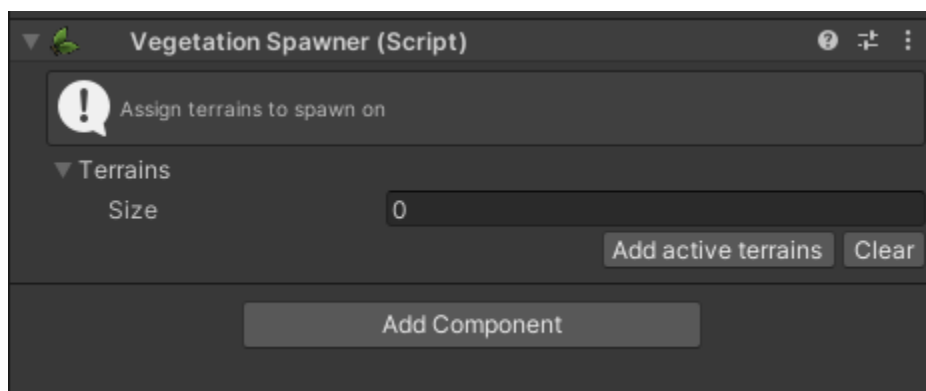 Vegetation Spawner (Script)
Assign terrains to spawn on
Terrains
Size 0
Add active terrains Clear
Add Component